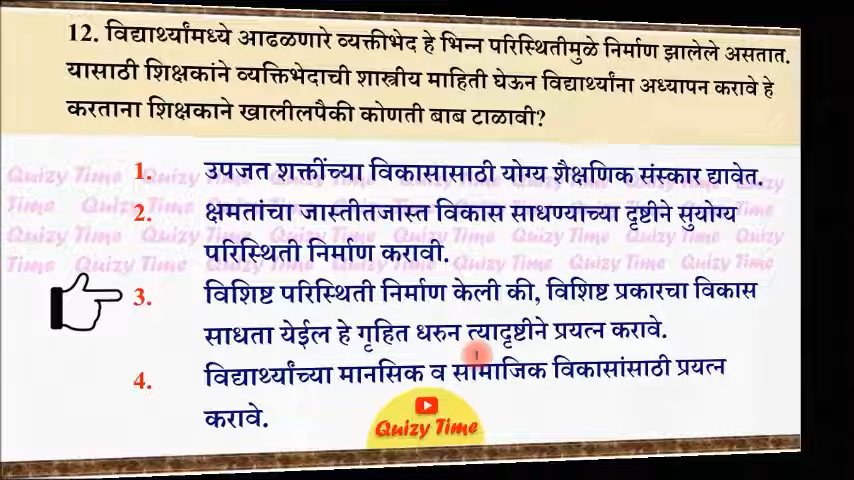 12. विद्यार्थ्यांमध्ये आढळणारे व्यक्तीभेद हे भिन्न परिस्थितीमुळे निर्माण झालेले असतात.
यासाठी शिक्षकांने व्यक्तिभेदाची शास्त्रीय माहिती घेऊन विद्यार्थ्यांना अध्यापन करावे हे
करताना शिक्षकाने खालीलपैकी कोणती बाब टाळावी?
1. उपजत शक्तींच्या विकासासाठी योग्य शैक्षणिक संस्कार द्यावेत.
2. क्षमतांचा जास्तीतजास्त विकास साधण्याच्या दृष्टीने सुयोग्य
परिस्थिती निर्माण करावी.
3. विशिष्ट परिस्थिती निर्माण केली की, विशिष्ट प्रकारचा विकास
साधता येईल हे गृहित धरुन त्यादृष्टीने प्रयत्न करावे.
4. विद्यार्थ्यांच्या मानसिक व सामाजिक विकासांसाठी प्रयत्न
करावे.
Quizy Time